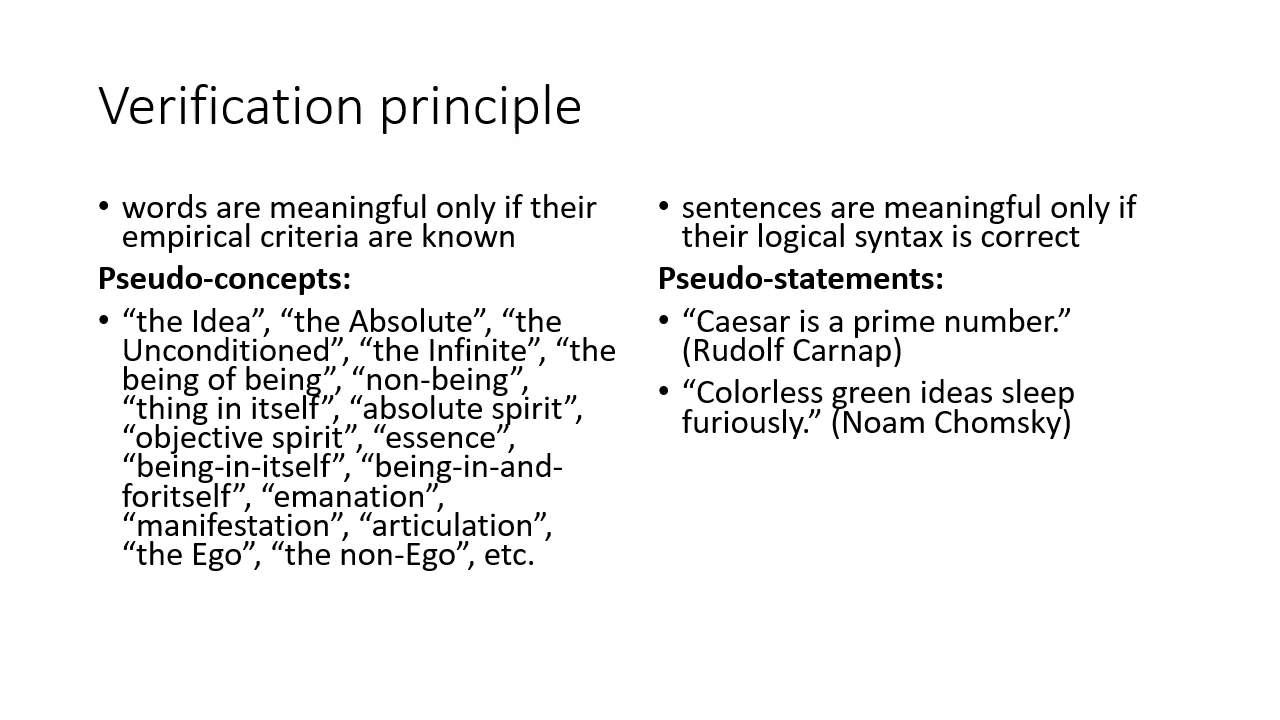 Verification principle
• words are meaningful only if their
empirical criteria are known
Pseudo-concepts:
• “the Idea”, “the Absolute”, “the
Unconditioned”, “the Infinite”, “the
being of being”, “non-being”,
“thing in itself”, “absolute spirit”,
“objective spirit”, “essence”,
“being-in-itself”, “being-in-and-
foritself”, “emanation”,
“manifestation”, “articulation”,
“the Ego”, “the non-Ego”, etc.
• sentences are meaningful only if
their logical syntax is correct
Pseudo-statements:
• “Caesar is a prime number.”
(Rudolf Carnap)
• “Colorless green ideas sleep
furiously.” (Noam Chomsky)